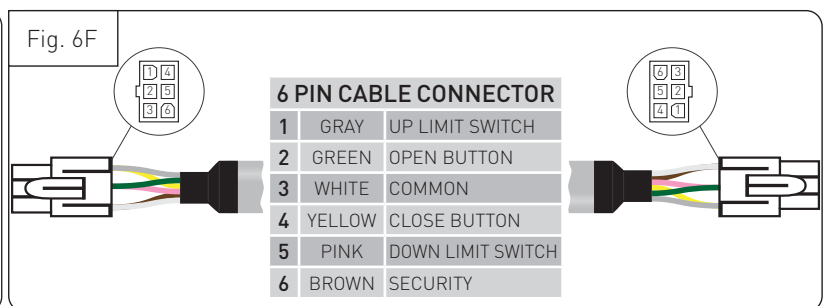 Fig. 6F
1 4
2 5
3 6
6 PIN CABLE CONNECTOR
1 GRAY UP LIMIT SWITCH
2 GREEN OPEN BUTTON
3 WHITE COMMON
4 YELLOW CLOSE BUTTON
5 PINK DOWN LIMIT SWITCH
6 BROWN SECURITY
6 3
5 2
4 1